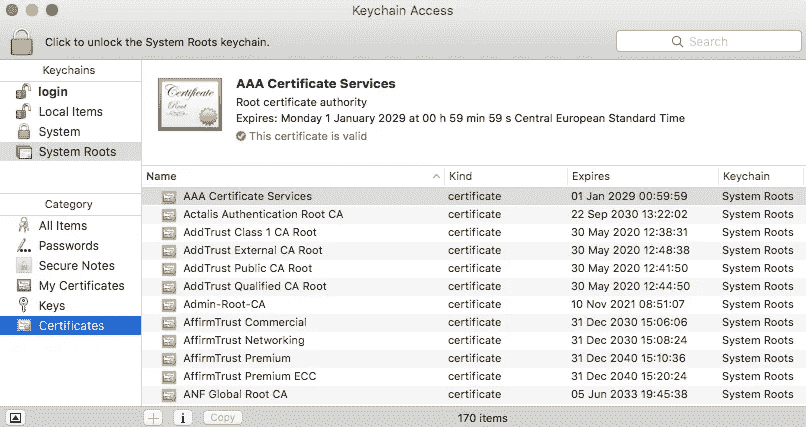 Keychain Access
Click to unlock the System Roots keychain.
Search
Keychains
login
Local Items
System
System Roots
Category
All Items
Passwords
Secure Notes
My Certificates
Keys
Certificates
Certificate
Root
AAA Certificate Services
Root certificate authority
Expires: Monday 1 January 2029 at 00 h 59 min 59 s Central European Standard Time
This certificate is valid
Name Kind Expires Keychain
AAA Certificate Services certificate 01 Jan 2029 00:59:59 System Roots
Actalis Authentication Root CA certificate 22 Sep 2030 13:22:02 System Roots
AddTrust Class 1 CA Root certificate 30 May 2020 12:38:31 System Roots
AddTrust External CA Root certificate 30 May 2020 12:48:38 System Roots
AddTrust Public CA Root certificate 30 May 2020 12:41:50 System Roots
AddTrust Qualified CA Root certificate 30 May 2020 12:44:50 System Roots
Admin-Root-CA certificate 10 Nov 2021 08:51:07 System Roots
AffirmTrust Commercial certificate 31 Dec 2030 15:06:06 System Roots
AffirmTrust Networking certificate 31 Dec 2030 15:08:24 System Roots
AffirmTrust Premium certificate 31 Dec 2040 15:10:36 System Roots
AffirmTrust Premium ECC certificate 31 Dec 2040 15:20:24 System Roots
ANF Global Root CA certificate 05 Jun 2033 19:45:38 System Roots
Copy
170 items